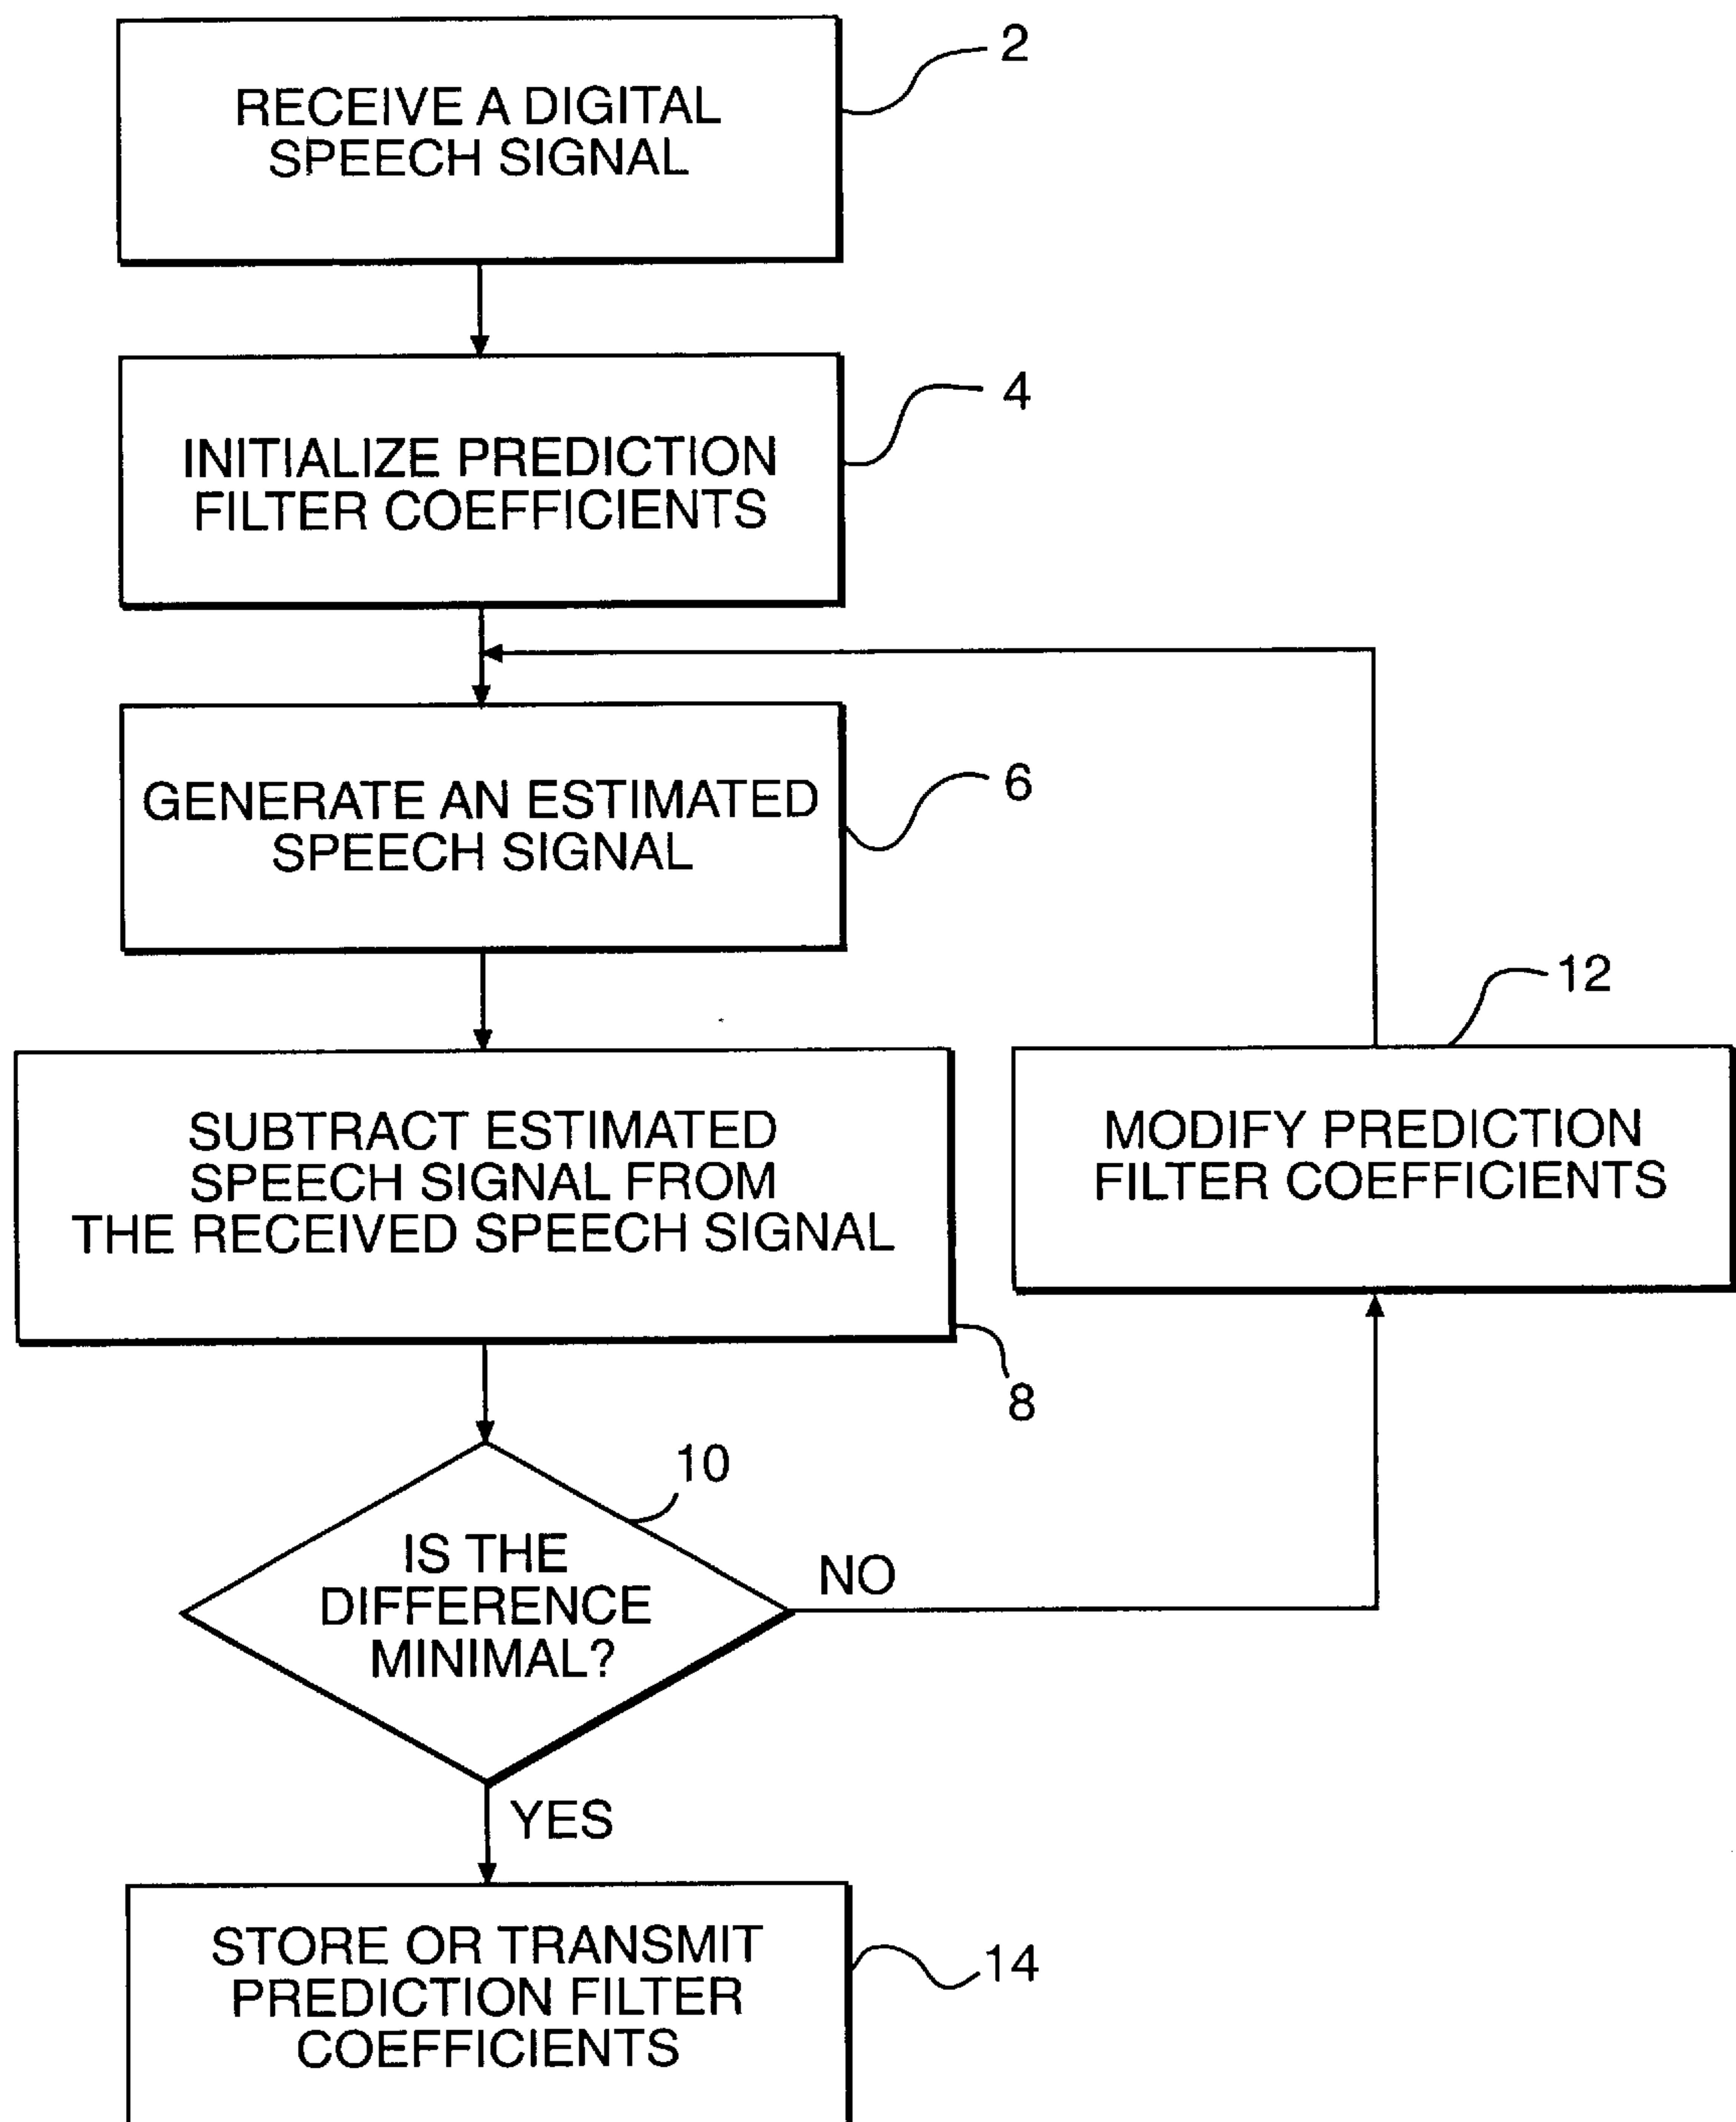 2
RECEIVE A DIGITAL
SPEECH SIGNAL
4
INITIALIZE PREDICTION
FILTER COEFFICIENTS
6
GENERATE AN ESTIMATED
SPEECH SIGNAL
12
SUBTRACT ESTIMATED
SPEECH SIGNAL FROM
THE RECEIVED SPEECH SIGNAL
MODIFY PREDICTION
FILTER COEFFICIENTS
8
10
IS THE
DIFFERENCE
MINIMAL?
NO
YES
STORE OR TRANSMIT
PREDICTION FILTER
COEFFICIENTS
14